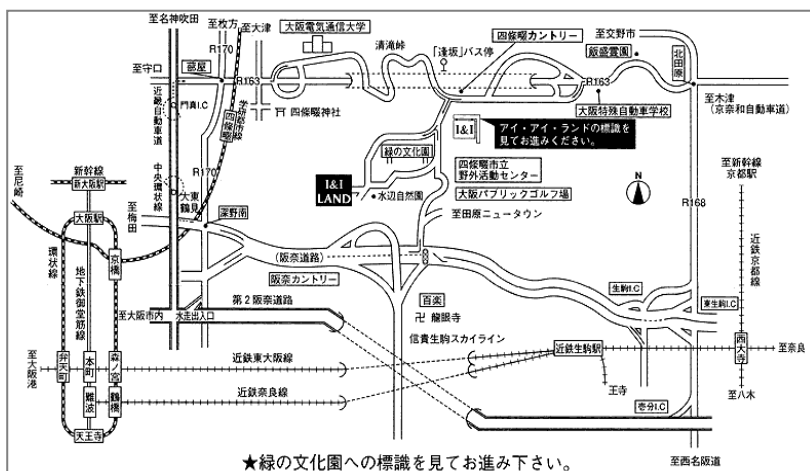 至名神吹田
至枚方
至大津
大阪電気通信大学
清滝峠
「逢坂」バス停
四條畷カントリー
至交野市
飯盛霊園
北田原
R170
至守口
部屋
R163
R163
近畿自動車道
門真I.C
学研都市線
四條畷
四條畷神社
大阪特殊自動車学校
至木津
(京奈和自動車道)
I&I
アイ・アイ・ランドの標識を
見てお進みください。
緑の文化園
四條畷市立
野外活動センター
大阪パブリックゴルフ場
I&I
LAND
水辺自然園
至田原ニュータウン
N
R168
至新幹線
京都駅
近鉄京都線
中央環状線
R170
大東
鶴見
新幹線
新大阪駅
至尼崎
大阪駅
至梅田
深野南
環状線
地下鉄御堂筋線
京橋
(阪奈道路)
阪奈カントリー
生駒I.C
東生駒I.C
第2阪奈道路
百楽
龍眼寺
至大阪市内
水走出入口
信貴生駒スカイライン
至大阪港
弁天町
本町
森ノ宮
近鉄東大阪線
近鉄生駒駅
西大寺
至奈良
難波
鶴橋
近鉄奈良線
王寺
至八木
天王寺
壱分I.C
至西名阪道
★緑の文化園への標識を見てお進み下さい。